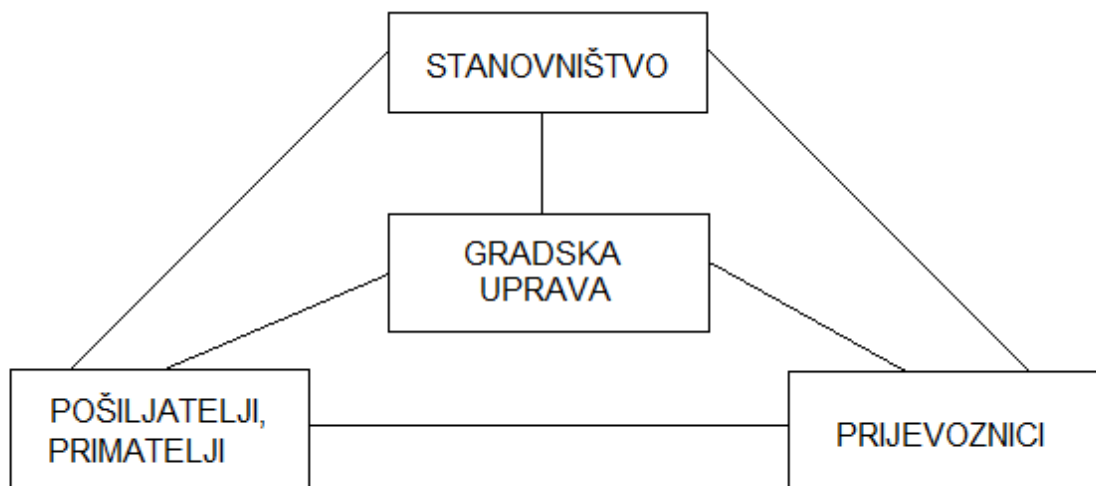 STANOVNIŠTVO
GRADSKA
UPRAVA
POŠILJATELJI,
PRIMATELJI
PRIJEVOZNICI